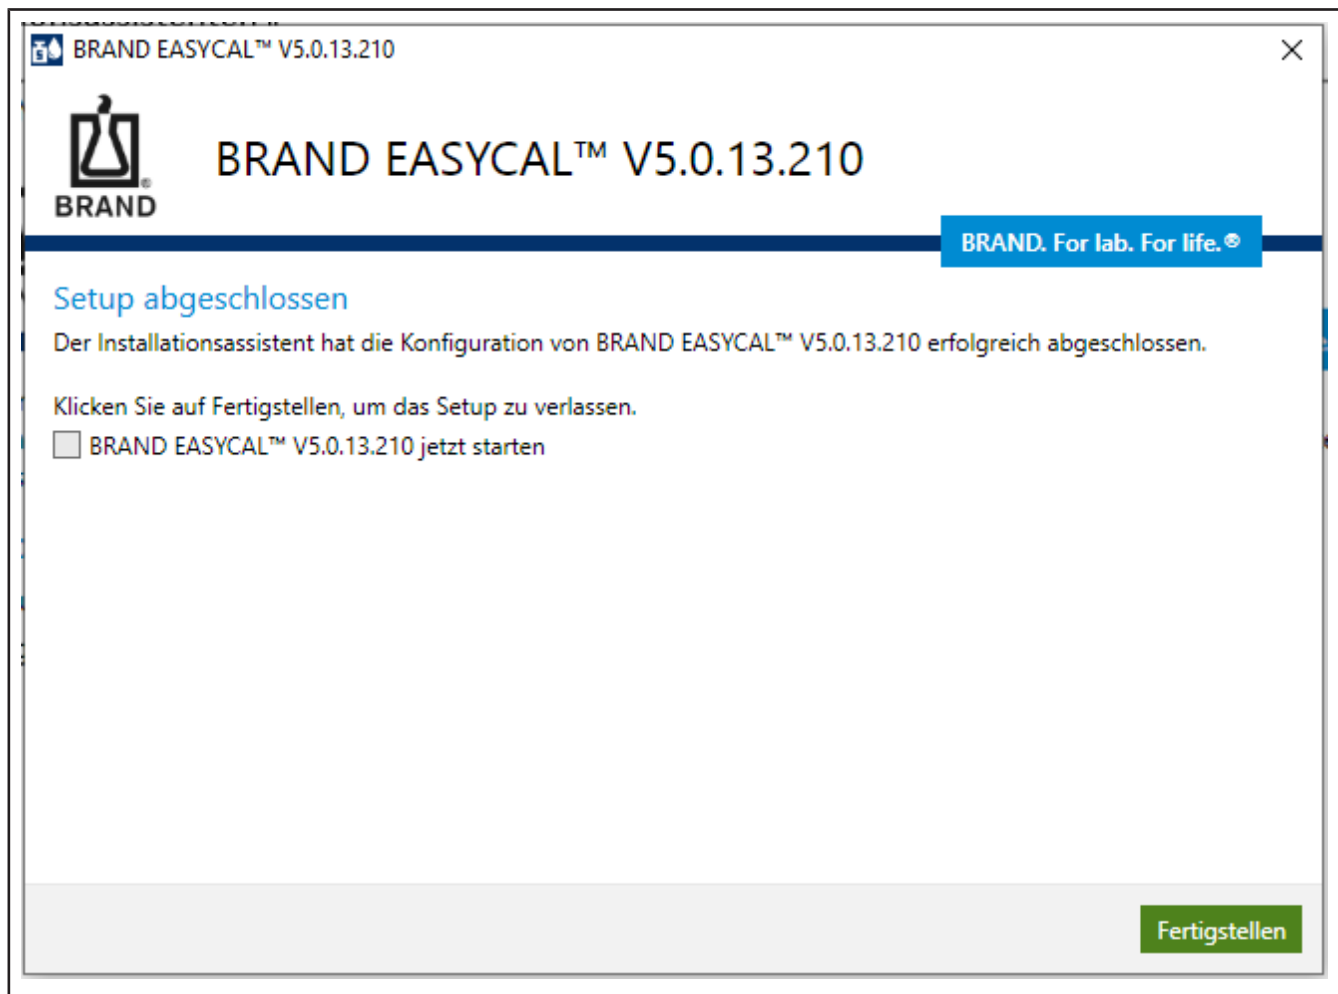 BRAND EASYCAL™ V5.0.13.210
BRAND EASYCAL™ V5.0.13.210
BRAND
BRAND. For lab. For life.®
Setup abgeschlossen
Der Installationsassistent hat die Konfiguration von BRAND EASYCAL™ V5.0.13.210 erfolgreich abgeschlossen.
Klicken Sie auf Fertigstellen, um das Setup zu verlassen.
BRAND EASYCAL™ V5.0.13.210 jetzt starten
Fertigstellen